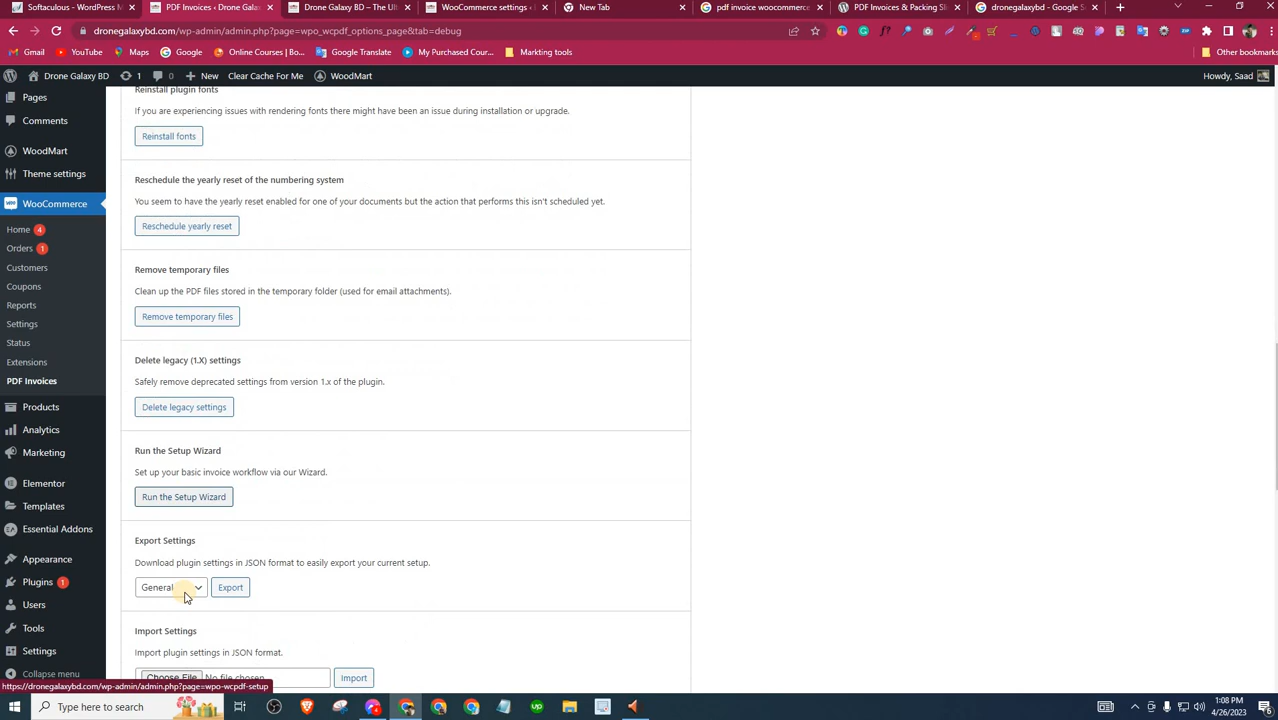 Softaculous - WordPress M
PDF Invoices ‹ Drone Galax
Drone Galaxy BD – The Ulti
WooCommerce settings ‹
New Tab
pdf invoice woocommerc
PDF Invoices & Packing Sli
dronegalaxybd - Google S
dronegalaxybd.com/wp-admin/admin.php?page=wpo_wcpdf_options_page&tab=debug
Gmail
YouTube
Maps
Google
Online Courses | Bo...
Google Translate
My Purchased Cour...
Markting tools
Other bookmarks
Drone Galaxy BD
1
0
New
Clear Cache For Me
WoodMart
Howdy, Saad
Pages
Comments
WoodMart
Theme settings
WooCommerce
Home 4
Orders 1
Customers
Coupons
Reports
Settings
Status
Extensions
PDF Invoices
Products
Analytics
Marketing
Elementor
Templates
Essential Addons
Appearance
Plugins 1
Users
Tools
Settings
Collapse menu
Reinstall plugin fonts
If you are experiencing issues with rendering fonts there might have been an issue during installation or upgrade.
Reinstall fonts
Reschedule the yearly reset of the numbering system
You seem to have the yearly reset enabled for one of your documents but the action that performs this isn't scheduled yet.
Reschedule yearly reset
Remove temporary files
Clean up the PDF files stored in the temporary folder (used for email attachments).
Remove temporary files
Delete legacy (1.X) settings
Safely remove deprecated settings from version 1.x of the plugin.
Delete legacy settings
Run the Setup Wizard
Set up your basic invoice workflow via our Wizard.
Run the Setup Wizard
Export Settings
Download plugin settings in JSON format to easily export your current setup.
General
Export
Import Settings
Import plugin settings in JSON format.
Choose File No file chosen
Import
https://dronegalaxybd.com/wp-admin/admin.php?page=wpo-wcpdf-setup
Type here to search
1:08 PM
4/26/2023